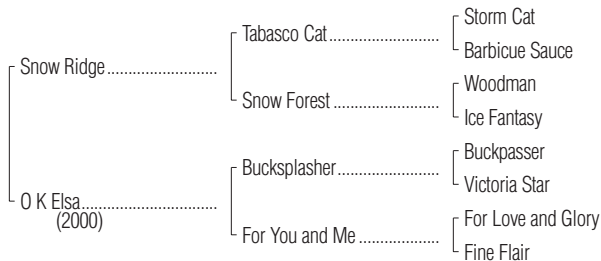 Storm Cat
Tabasco Cat
Barbicue Sauce
Snow Ridge
Woodman
Snow Forest
Ice Fantasy
Buckpasser
Bucksplasher
Victoria Star
O K Elsa
(2000)
For Love and Glory
For You and Me
Fine Flair